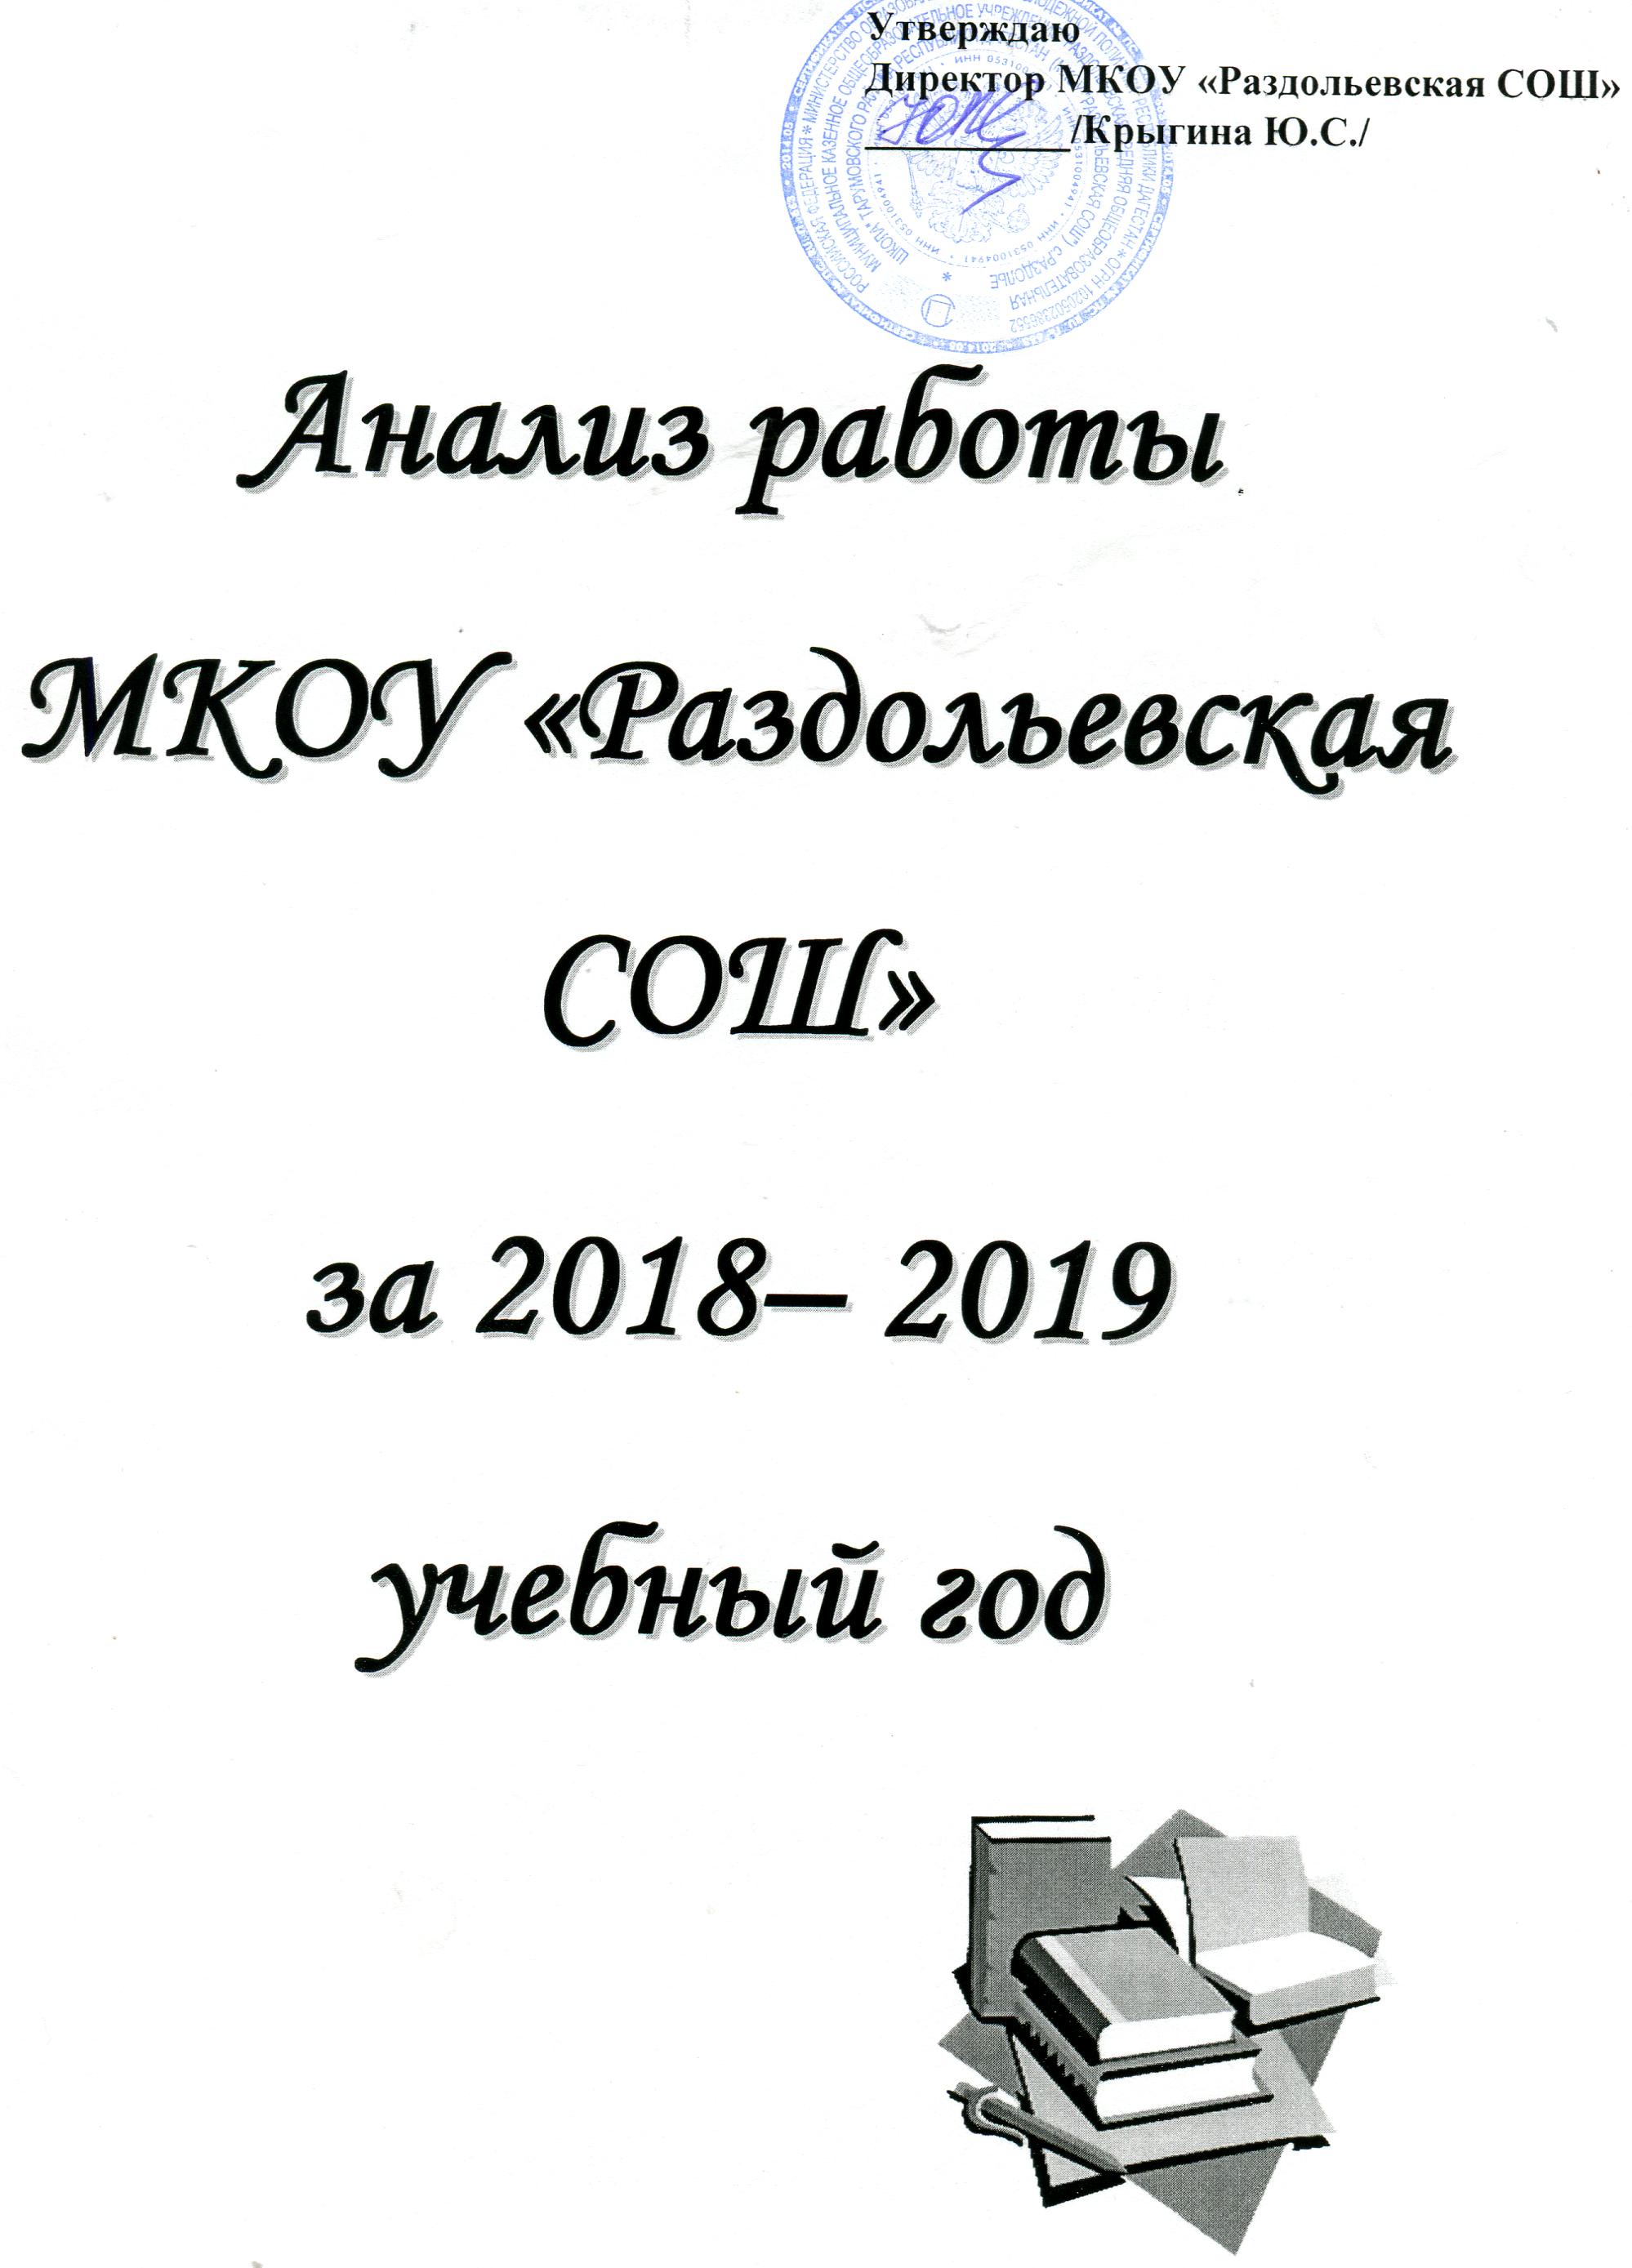 Утверждаю
Директор МКОУ «Раздольевская СОШ»
/Крыгина Ю.С./
Анализ работы
МКОУ «Раздольевская
СОШ»
за 2018– 2019
учебный год